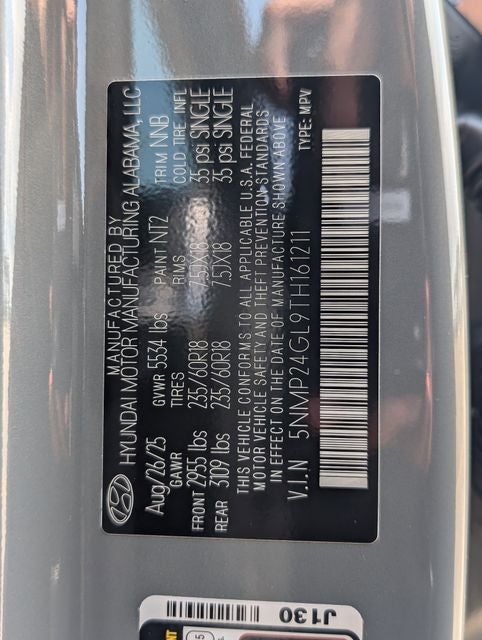 MANUFACTURED BY
HYUNDAI MOTOR MANUFACTURING ALABAMA, LLC
Aug/26/25 GVWR 5534 lbs PAINT NT2 TRIM NNB
GAWR TIRES RIMS COLD TIRE INFL
FRONT 2955 lbs 235/60R18 7.5JX18 35 psi SINGLE
REAR 3109 lbs 235/60R18 7.5JX18 35 psi SINGLE
THIS VEHICLE CONFORMS TO ALL APPLICABLE U.S.A. FEDERAL
MOTOR VEHICLE SAFETY AND THEFT PREVENTION STANDARDS
IN EFFECT ON THE DATE OF MANUFACTURE SHOWN ABOVE
V.I.N 5NMP24GL9TH161211 TYPE: MPV
J130